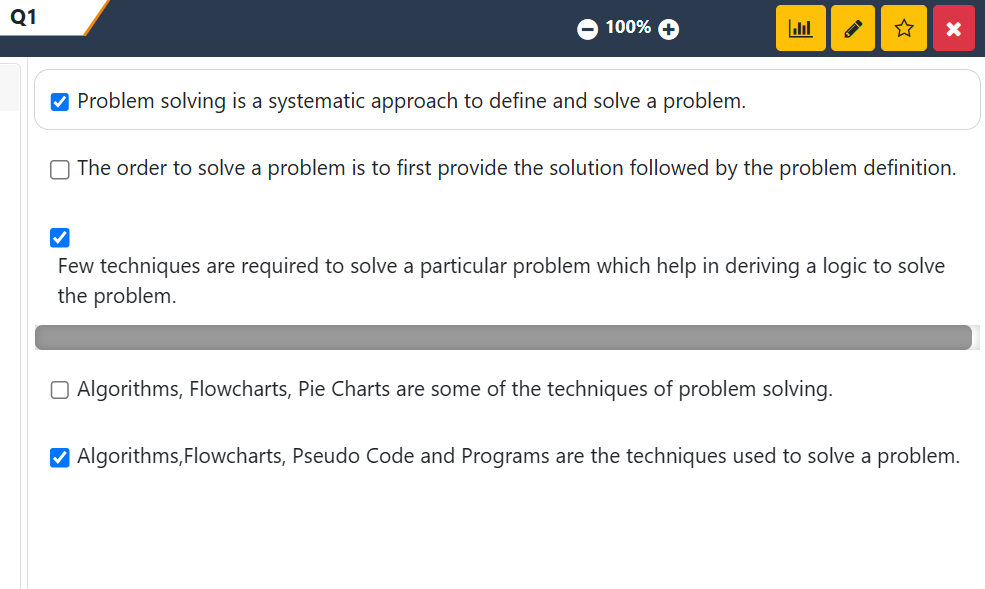 Q1
100%
Problem solving is a systematic approach to define and solve a problem.
The order to solve a problem is to first provide the solution followed by the problem definition.
Few techniques are required to solve a particular problem which help in deriving a logic to solve
the problem.
Algorithms, Flowcharts, Pie Charts are some of the techniques of problem solving.
Algorithms,Flowcharts, Pseudo Code and Programs are the techniques used to solve a problem.